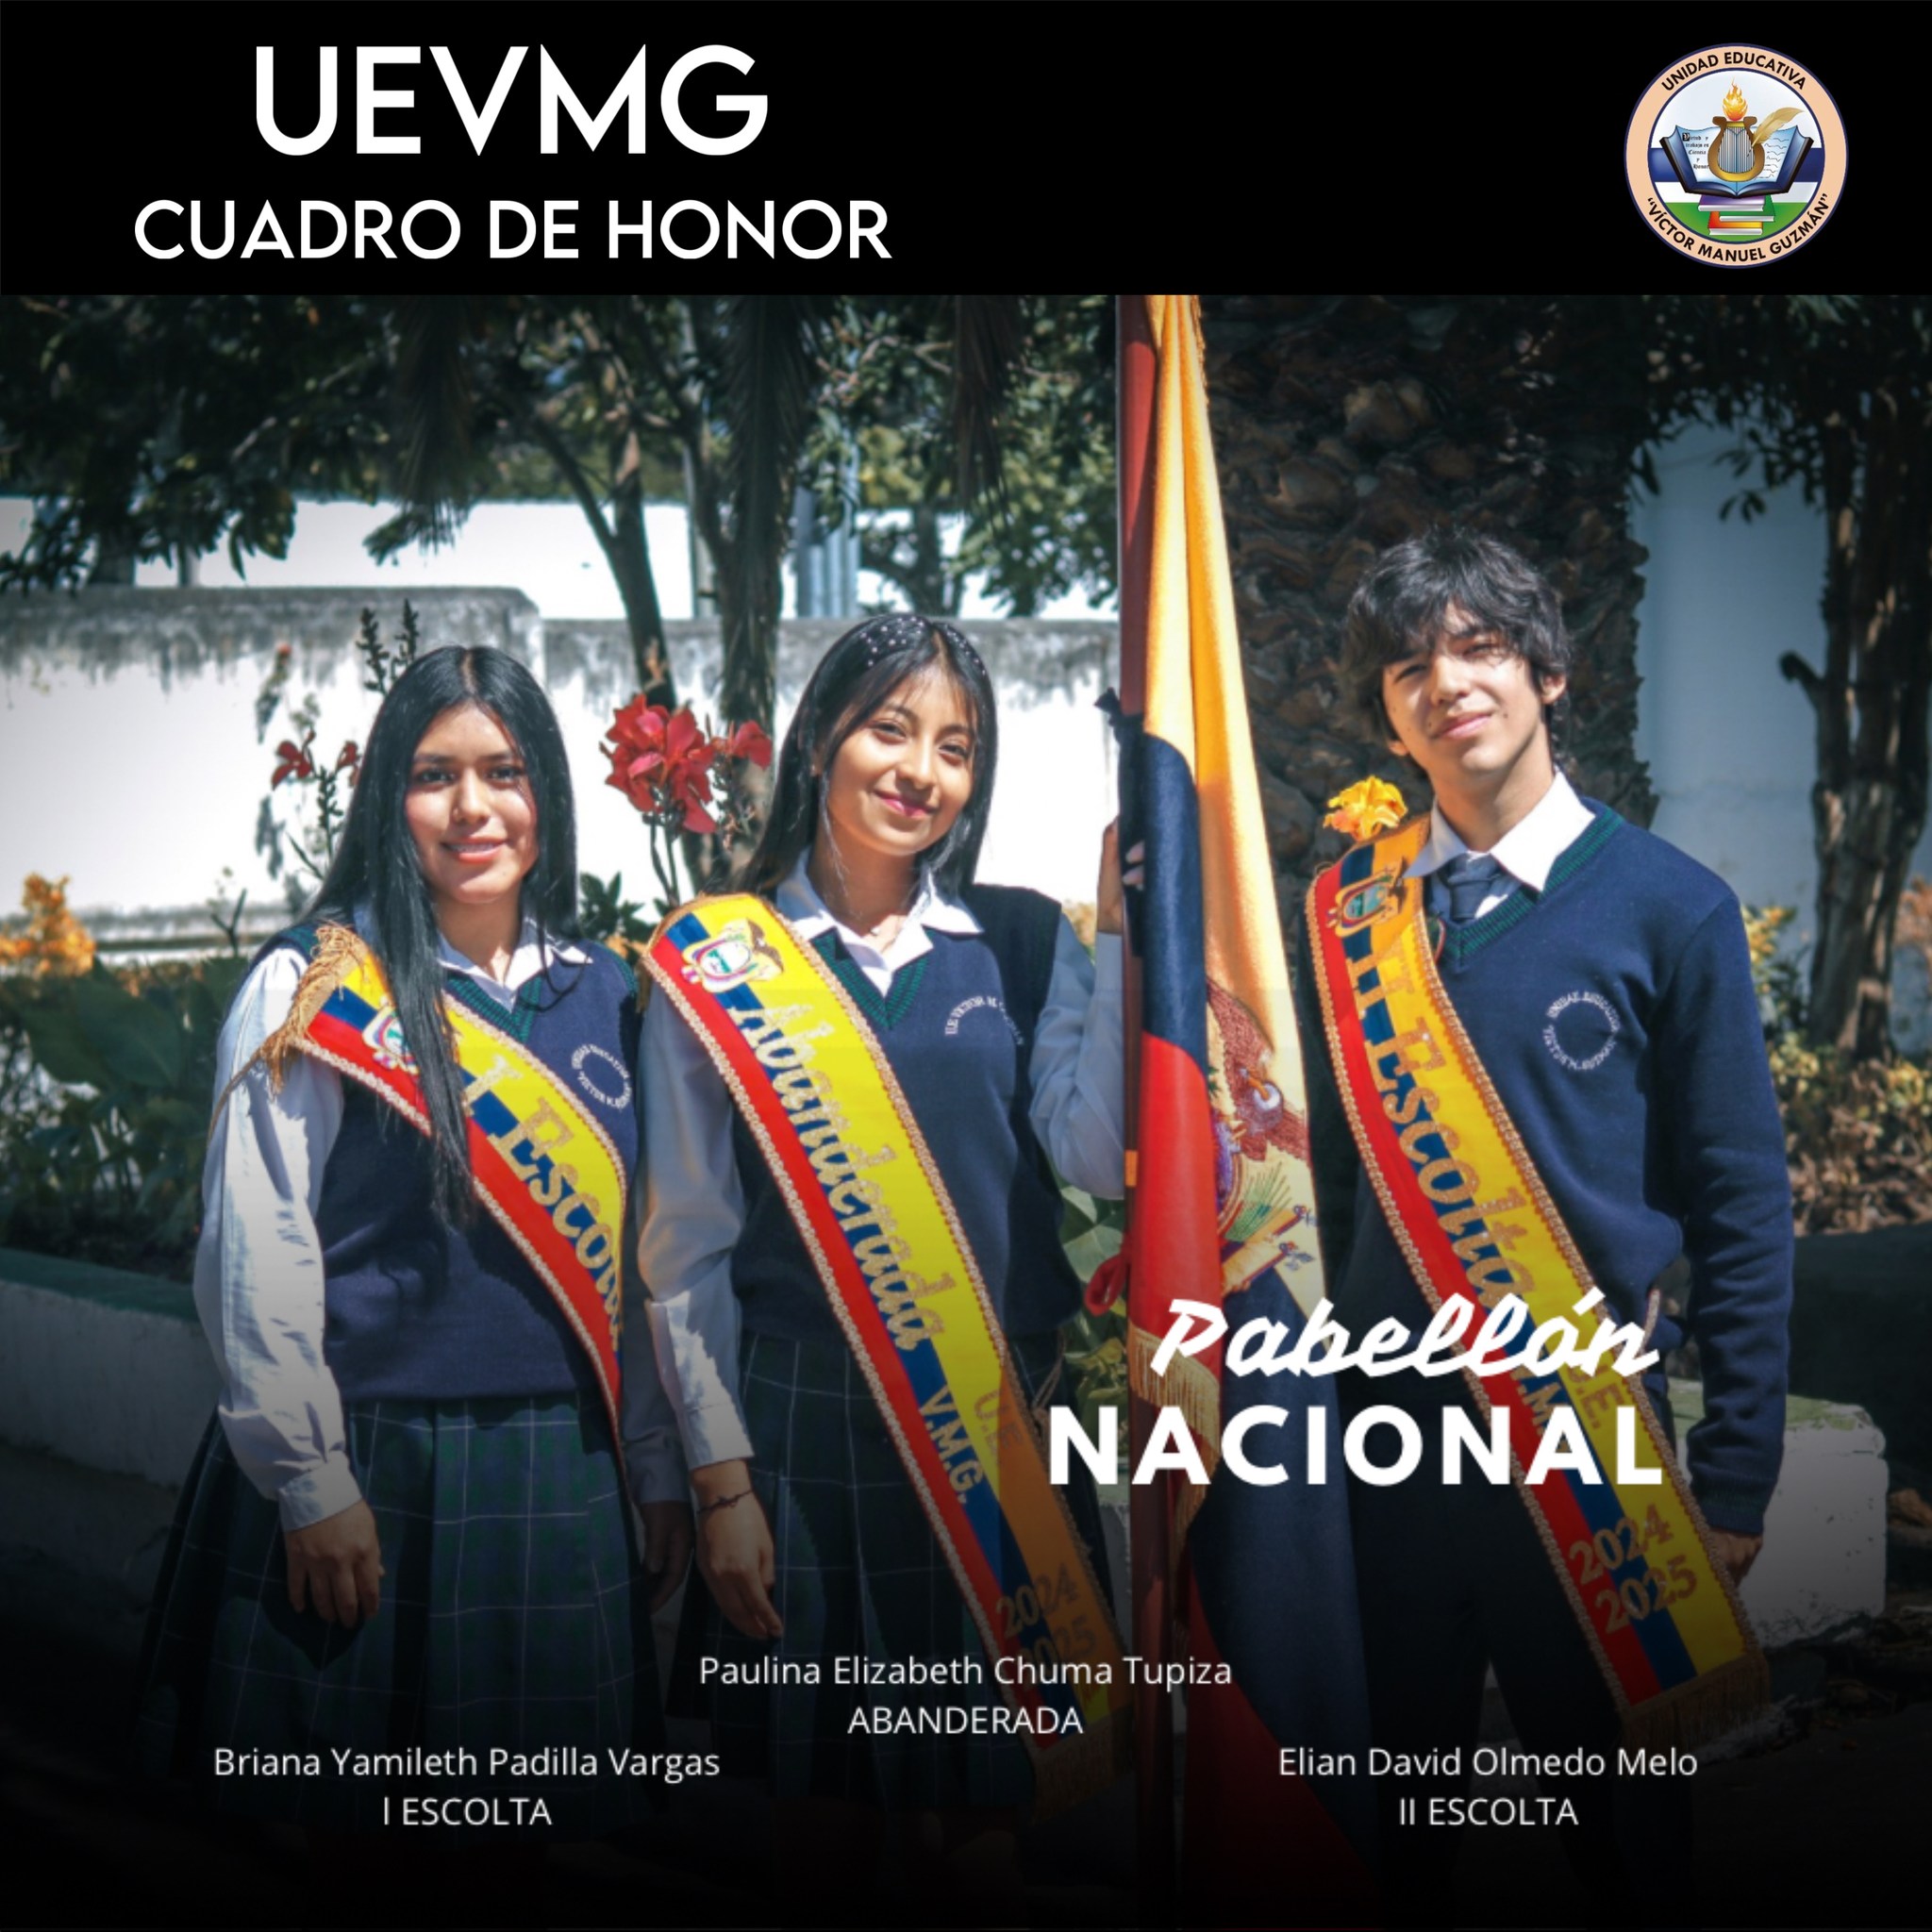 UEVMG
CUADRO DE HONOR
UNIDAD EDUCATIVA
"VÍCTOR MANUEL GUZMÁN"
I Escolta
Abanderada
U.E.
V.M.G.
2024
2025
II Escolta
2024
2025
Pabellón
NACIONAL
Paulina Elizabeth Chuma Tupiza
ABANDERADA
Briana Yamileth Padilla Vargas
I ESCOLTA
Elian David Olmedo Melo
II ESCOLTA